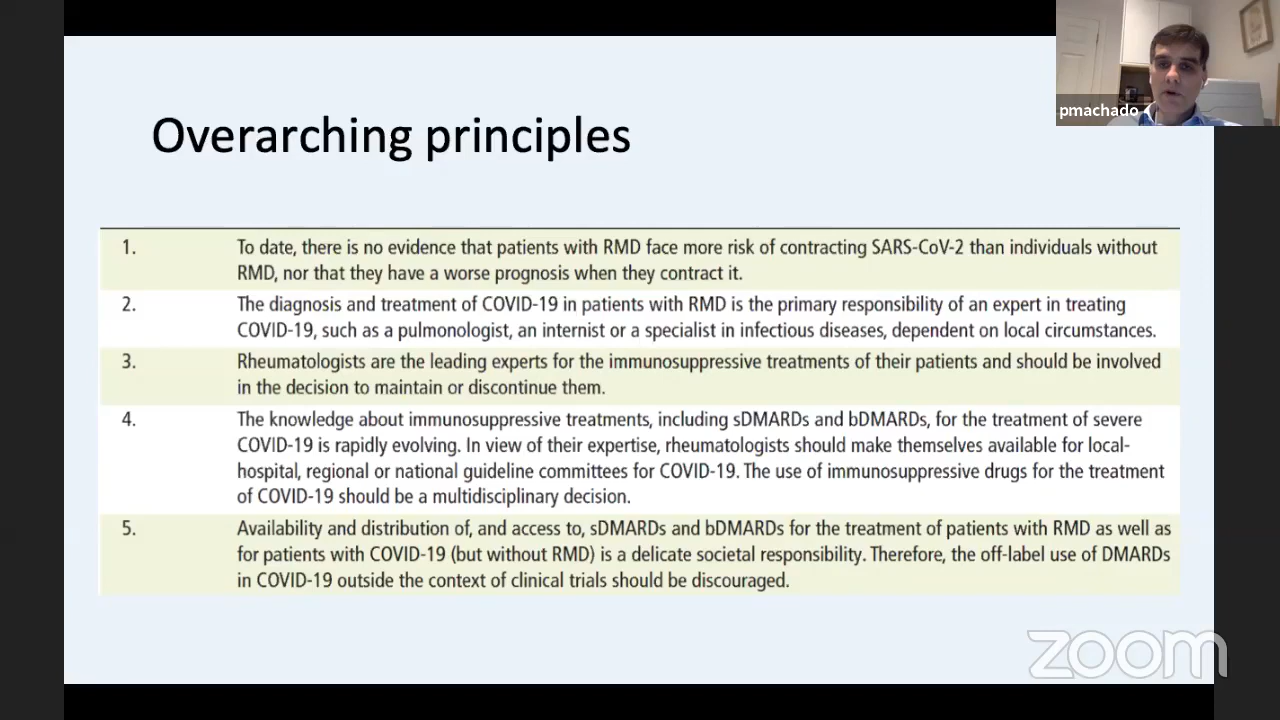 pmachado
Overarching principles
1. To date, there is no evidence that patients with RMD face more risk of contracting SARS-CoV-2 than individuals without
RMD, nor that they have a worse prognosis when they contract it.
2. The diagnosis and treatment of COVID-19 in patients with RMD is the primary responsibility of an expert in treating
COVID-19, such as a pulmonologist, an internist or a specialist in infectious diseases, dependent on local circumstances.
3. Rheumatologists are the leading experts for the immunosuppressive treatments of their patients and should be involved
in the decision to maintain or discontinue them.
4. The knowledge about immunosuppressive treatments, including sDMARDs and bDMARDs, for the treatment of severe
COVID-19 is rapidly evolving. In view of their expertise, rheumatologists should make themselves available for local-
hospital, regional or national guideline committees for COVID-19. The use of immunosuppressive drugs for the treatment
of COVID-19 should be a multidisciplinary decision.
5. Availability and distribution of, and access to, sDMARDs and bDMARDs for the treatment of patients with RMD as well as
for patients with COVID-19 (but without RMD) is a delicate societal responsibility. Therefore, the off-label use of DMARDs
in COVID-19 outside the context of clinical trials should be discouraged.
zoom